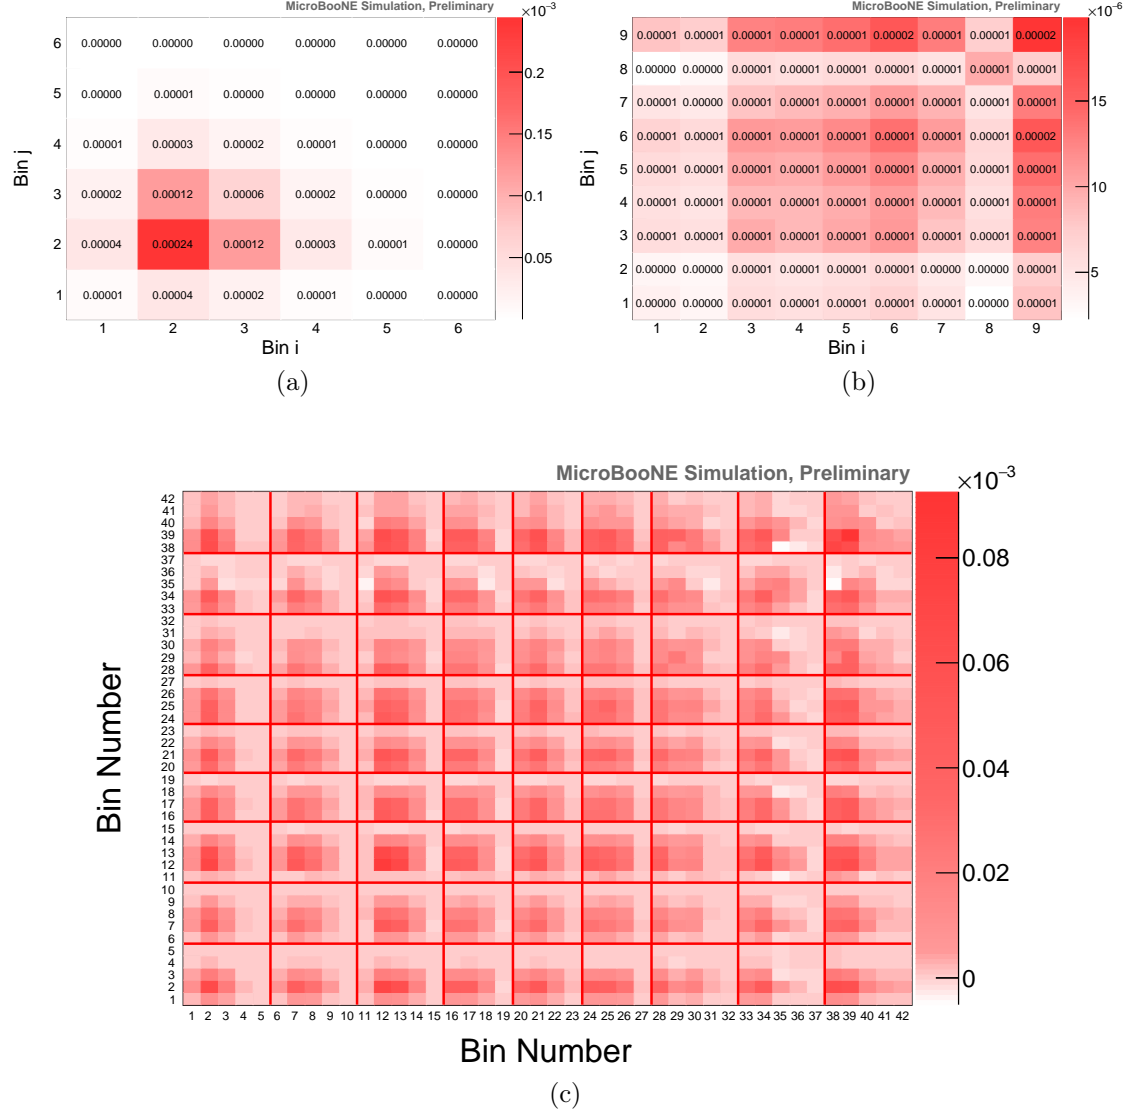 MicroBooNE Simulation, Preliminary
×10⁻³
6 0.00000 0.00000 0.00000 0.00000 0.00000 0.00000
5 0.00000 0.00001 0.00000 0.00000 0.00000 0.00000
4 0.00001 0.00003 0.00002 0.00001 0.00000 0.00000
3 0.00002 0.00012 0.00006 0.00002 0.00000 0.00000
2 0.00004 0.00024 0.00012 0.00003 0.00001 0.00000
1 0.00001 0.00004 0.00002 0.00001 0.00000 0.00000
1 2 3 4 5 6
Bin i
Bin j
0.2
0.15
0.1
0.05
(a)
MicroBooNE Simulation, Preliminary
×10⁻⁶
9 0.00001 0.00001 0.00001 0.00001 0.00001 0.00002 0.00001 0.00001 0.00002
8 0.00000 0.00000 0.00001 0.00001 0.00001 0.00001 0.00001 0.00001 0.00001
7 0.00001 0.00001 0.00001 0.00001 0.00001 0.00001 0.00001 0.00001 0.00001
6 0.00001 0.00001 0.00001 0.00001 0.00001 0.00001 0.00001 0.00001 0.00002
5 0.00001 0.00001 0.00001 0.00001 0.00001 0.00001 0.00001 0.00001 0.00001
4 0.00001 0.00001 0.00001 0.00001 0.00001 0.00001 0.00001 0.00001 0.00001
3 0.00001 0.00001 0.00001 0.00001 0.00001 0.00001 0.00001 0.00001 0.00001
2 0.00000 0.00000 0.00001 0.00001 0.00001 0.00001 0.00000 0.00000 0.00001
1 0.00000 0.00000 0.00001 0.00001 0.00001 0.00001 0.00001 0.00000 0.00001
1 2 3 4 5 6 7 8 9
Bin i
Bin j
15
10
5
(b)
MicroBooNE Simulation, Preliminary
×10⁻³
42
41
40
39
38
37
36
35
34
33
32
31
30
29
28
27
26
25
24
23
22
21
20
19
18
17
16
15
14
13
12
11
10
9
8
7
6
5
4
3
2
1
1 2 3 4 5 6 7 8 9 10 11 12 13 14 15 16 17 18 19 20 21 22 23 24 25 26 27 28 29 30 31 32 33 34 35 36 37 38 39 40 41 42
Bin Number
Bin Number
0.08
0.06
0.04
0.02
0
(c)